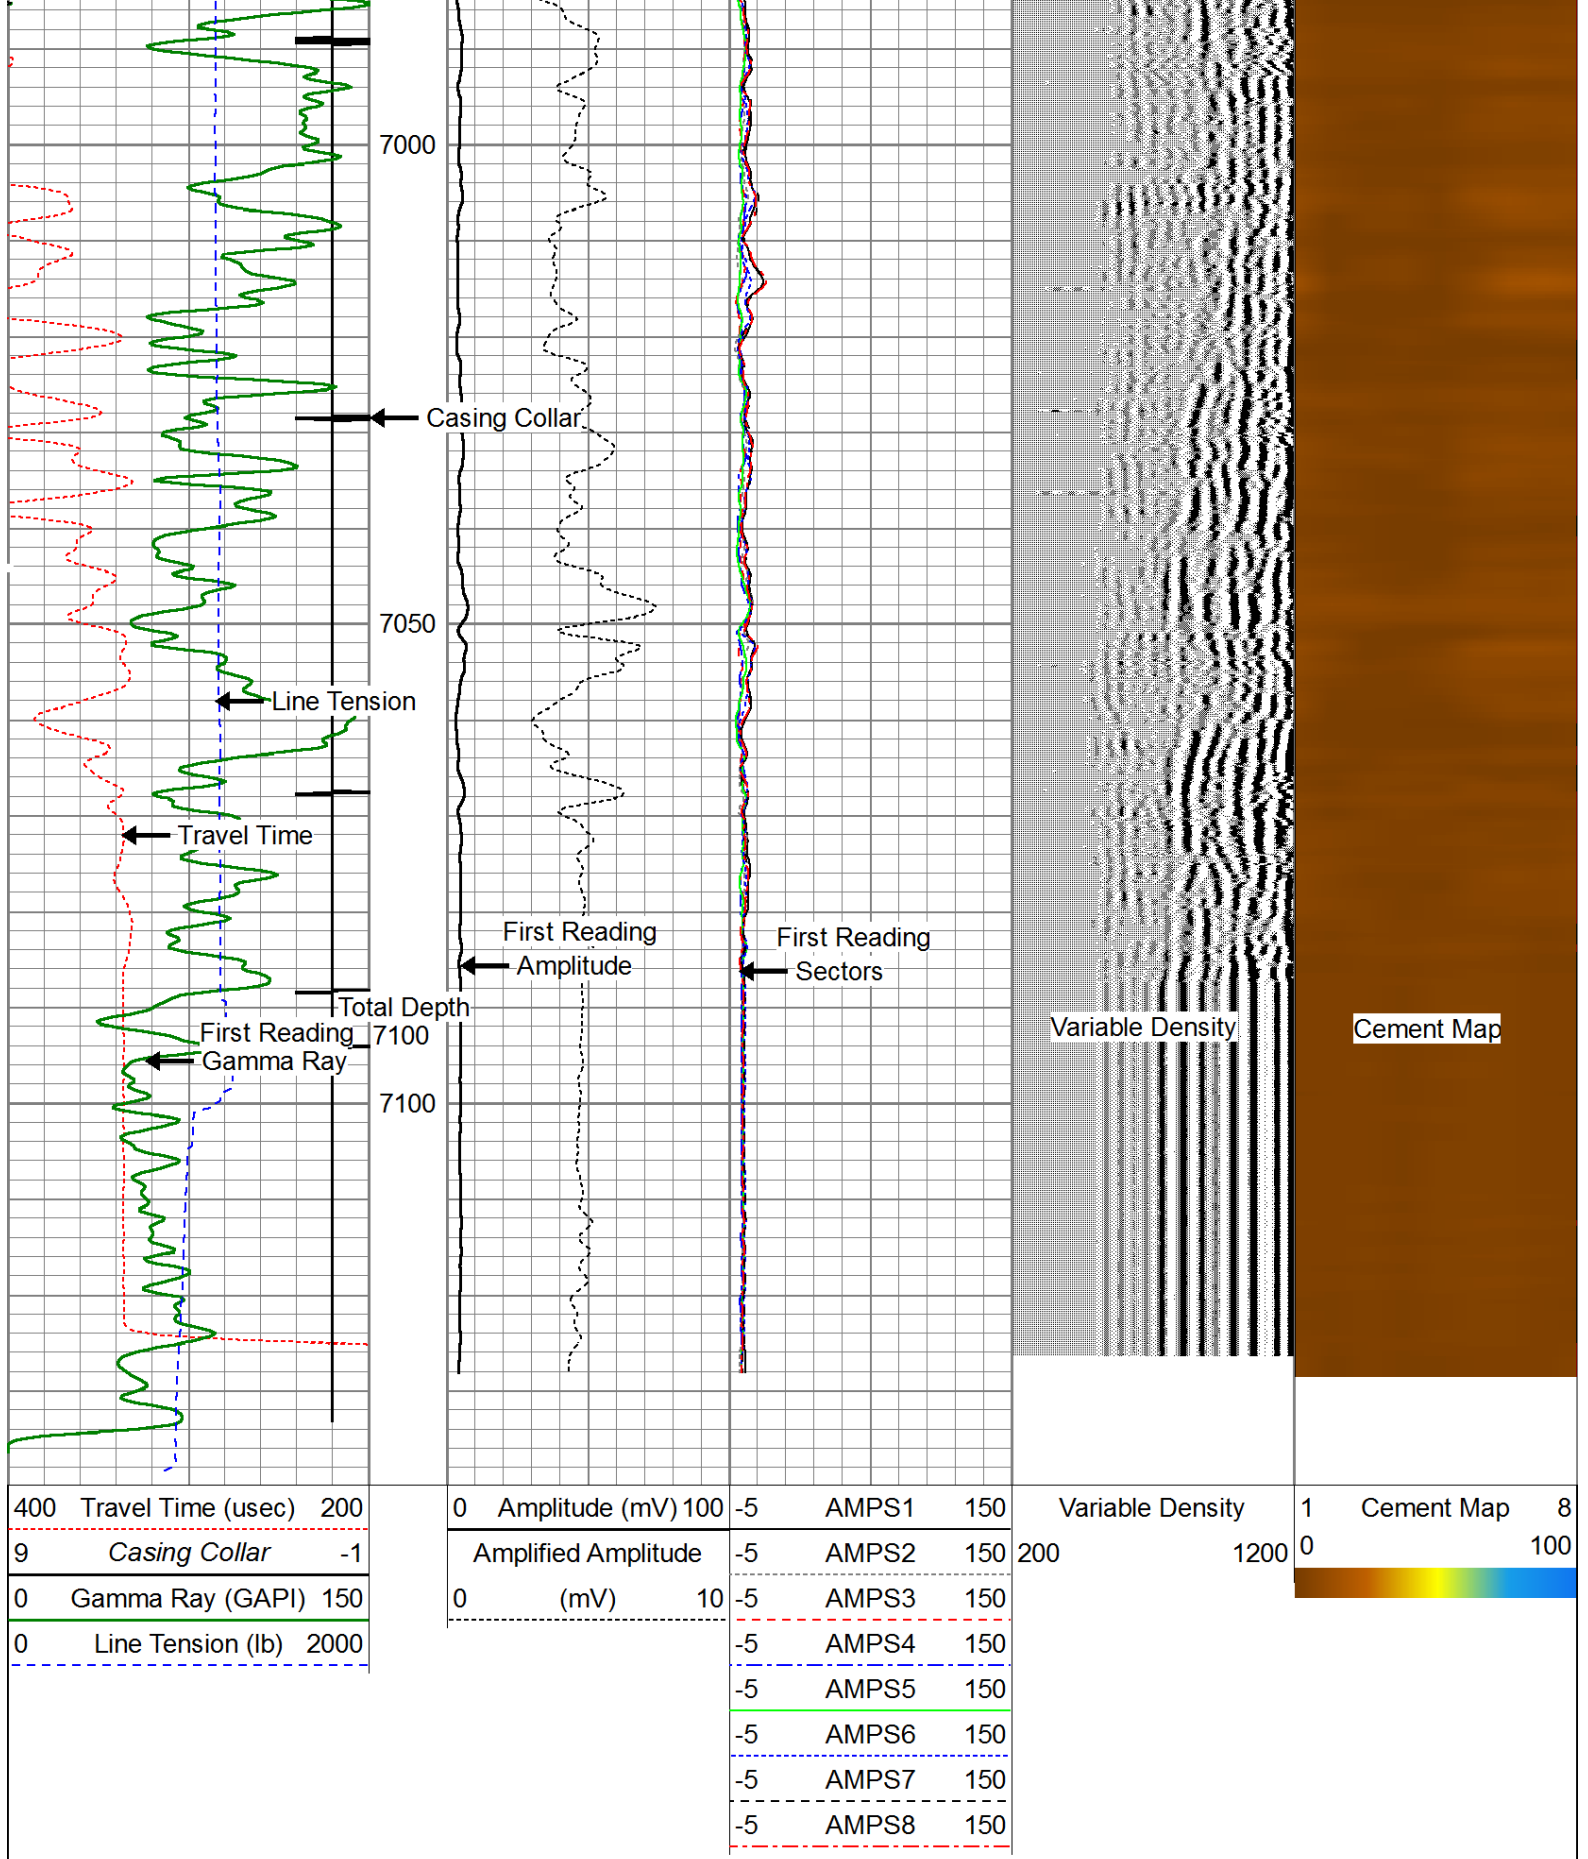 7000
Casing Collar
7050
Line Tension
Travel Time
First Reading
Amplitude
First Reading
Sectors
Total Depth
7100
First Reading
Gamma Ray
Variable Density
Cement Map
7100
400 Travel Time (usec) 200
9 Casing Collar -1
0 Gamma Ray (GAPI) 150
0 Line Tension (lb) 2000
0 Amplitude (mV) 100
Amplified Amplitude
0 (mV) 10
-5 AMPS1 150
-5 AMPS2 150
-5 AMPS3 150
-5 AMPS4 150
-5 AMPS5 150
-5 AMPS6 150
-5 AMPS7 150
-5 AMPS8 150
Variable Density
200 1200
1 Cement Map 8
0 100